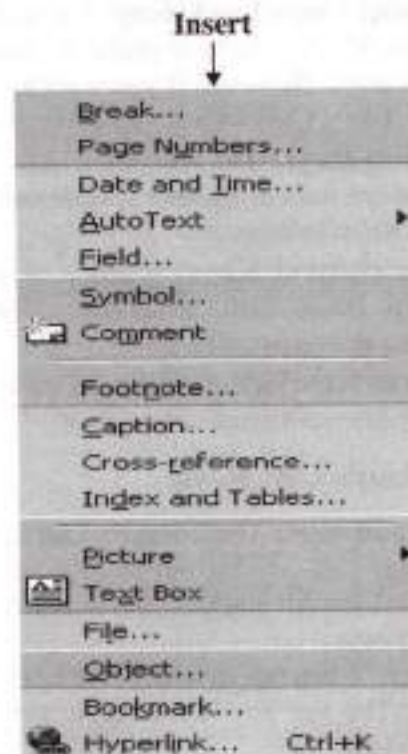 Insert
Break...
Page Numbers...
Date and Time...
AutoText
Field...
Symbol...
Comment
Footnote...
Caption...
Cross-reference...
Index and Tables...
Picture
Text Box
File...
Object...
Bookmark...
Hyperlink... Ctrl+K